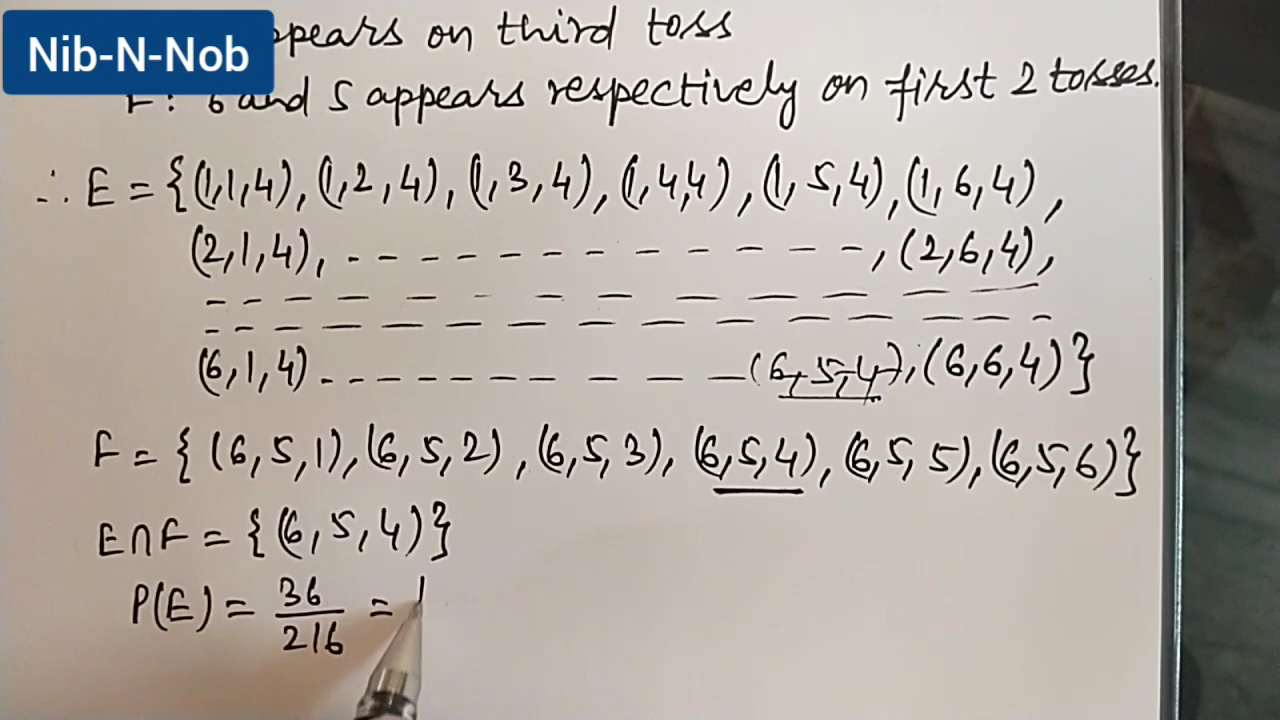 Nib-N-Nob
ppears on third toss
F: 6 and 5 appears respectively on first 2 tosses.
∴ E = {(1,1,4), (1,2,4), (1,3,4), (1,4,4), (1,5,4), (1,6,4),
(2,1,4), - - - - - - - - - - - - - -, (2,6,4),
- - - - - - - - - - - - -
- - - - - - - - - - - - - -
(6,1,4) - - - - - - - - - - - (6,5,4), (6,6,4)}
F = {(6,5,1), (6,5,2), (6,5,3), (6,5,4), (6,5,5), (6,5,6)}
E∩F = {(6,5,4)}
P(E) = 36/216 = 1